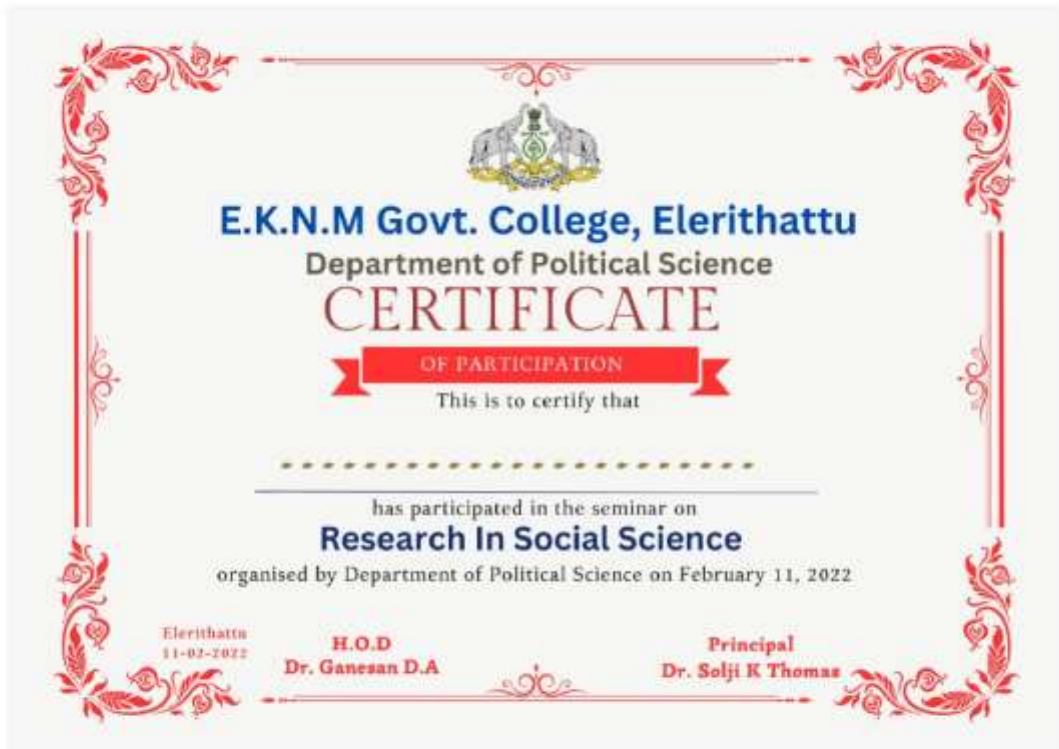 E.K.N.M Govt. College, Elerithattu
Department of Political Science
CERTIFICATE
OF PARTICIPATION
This is to certify that
has participated in the seminar on
Research In Social Science
organised by Department of Political Science on February 11, 2022
Elerithattu
11-02-2022
H.O.D
Dr. Ganesan D.A
Principal
Dr. Solji K Thomas